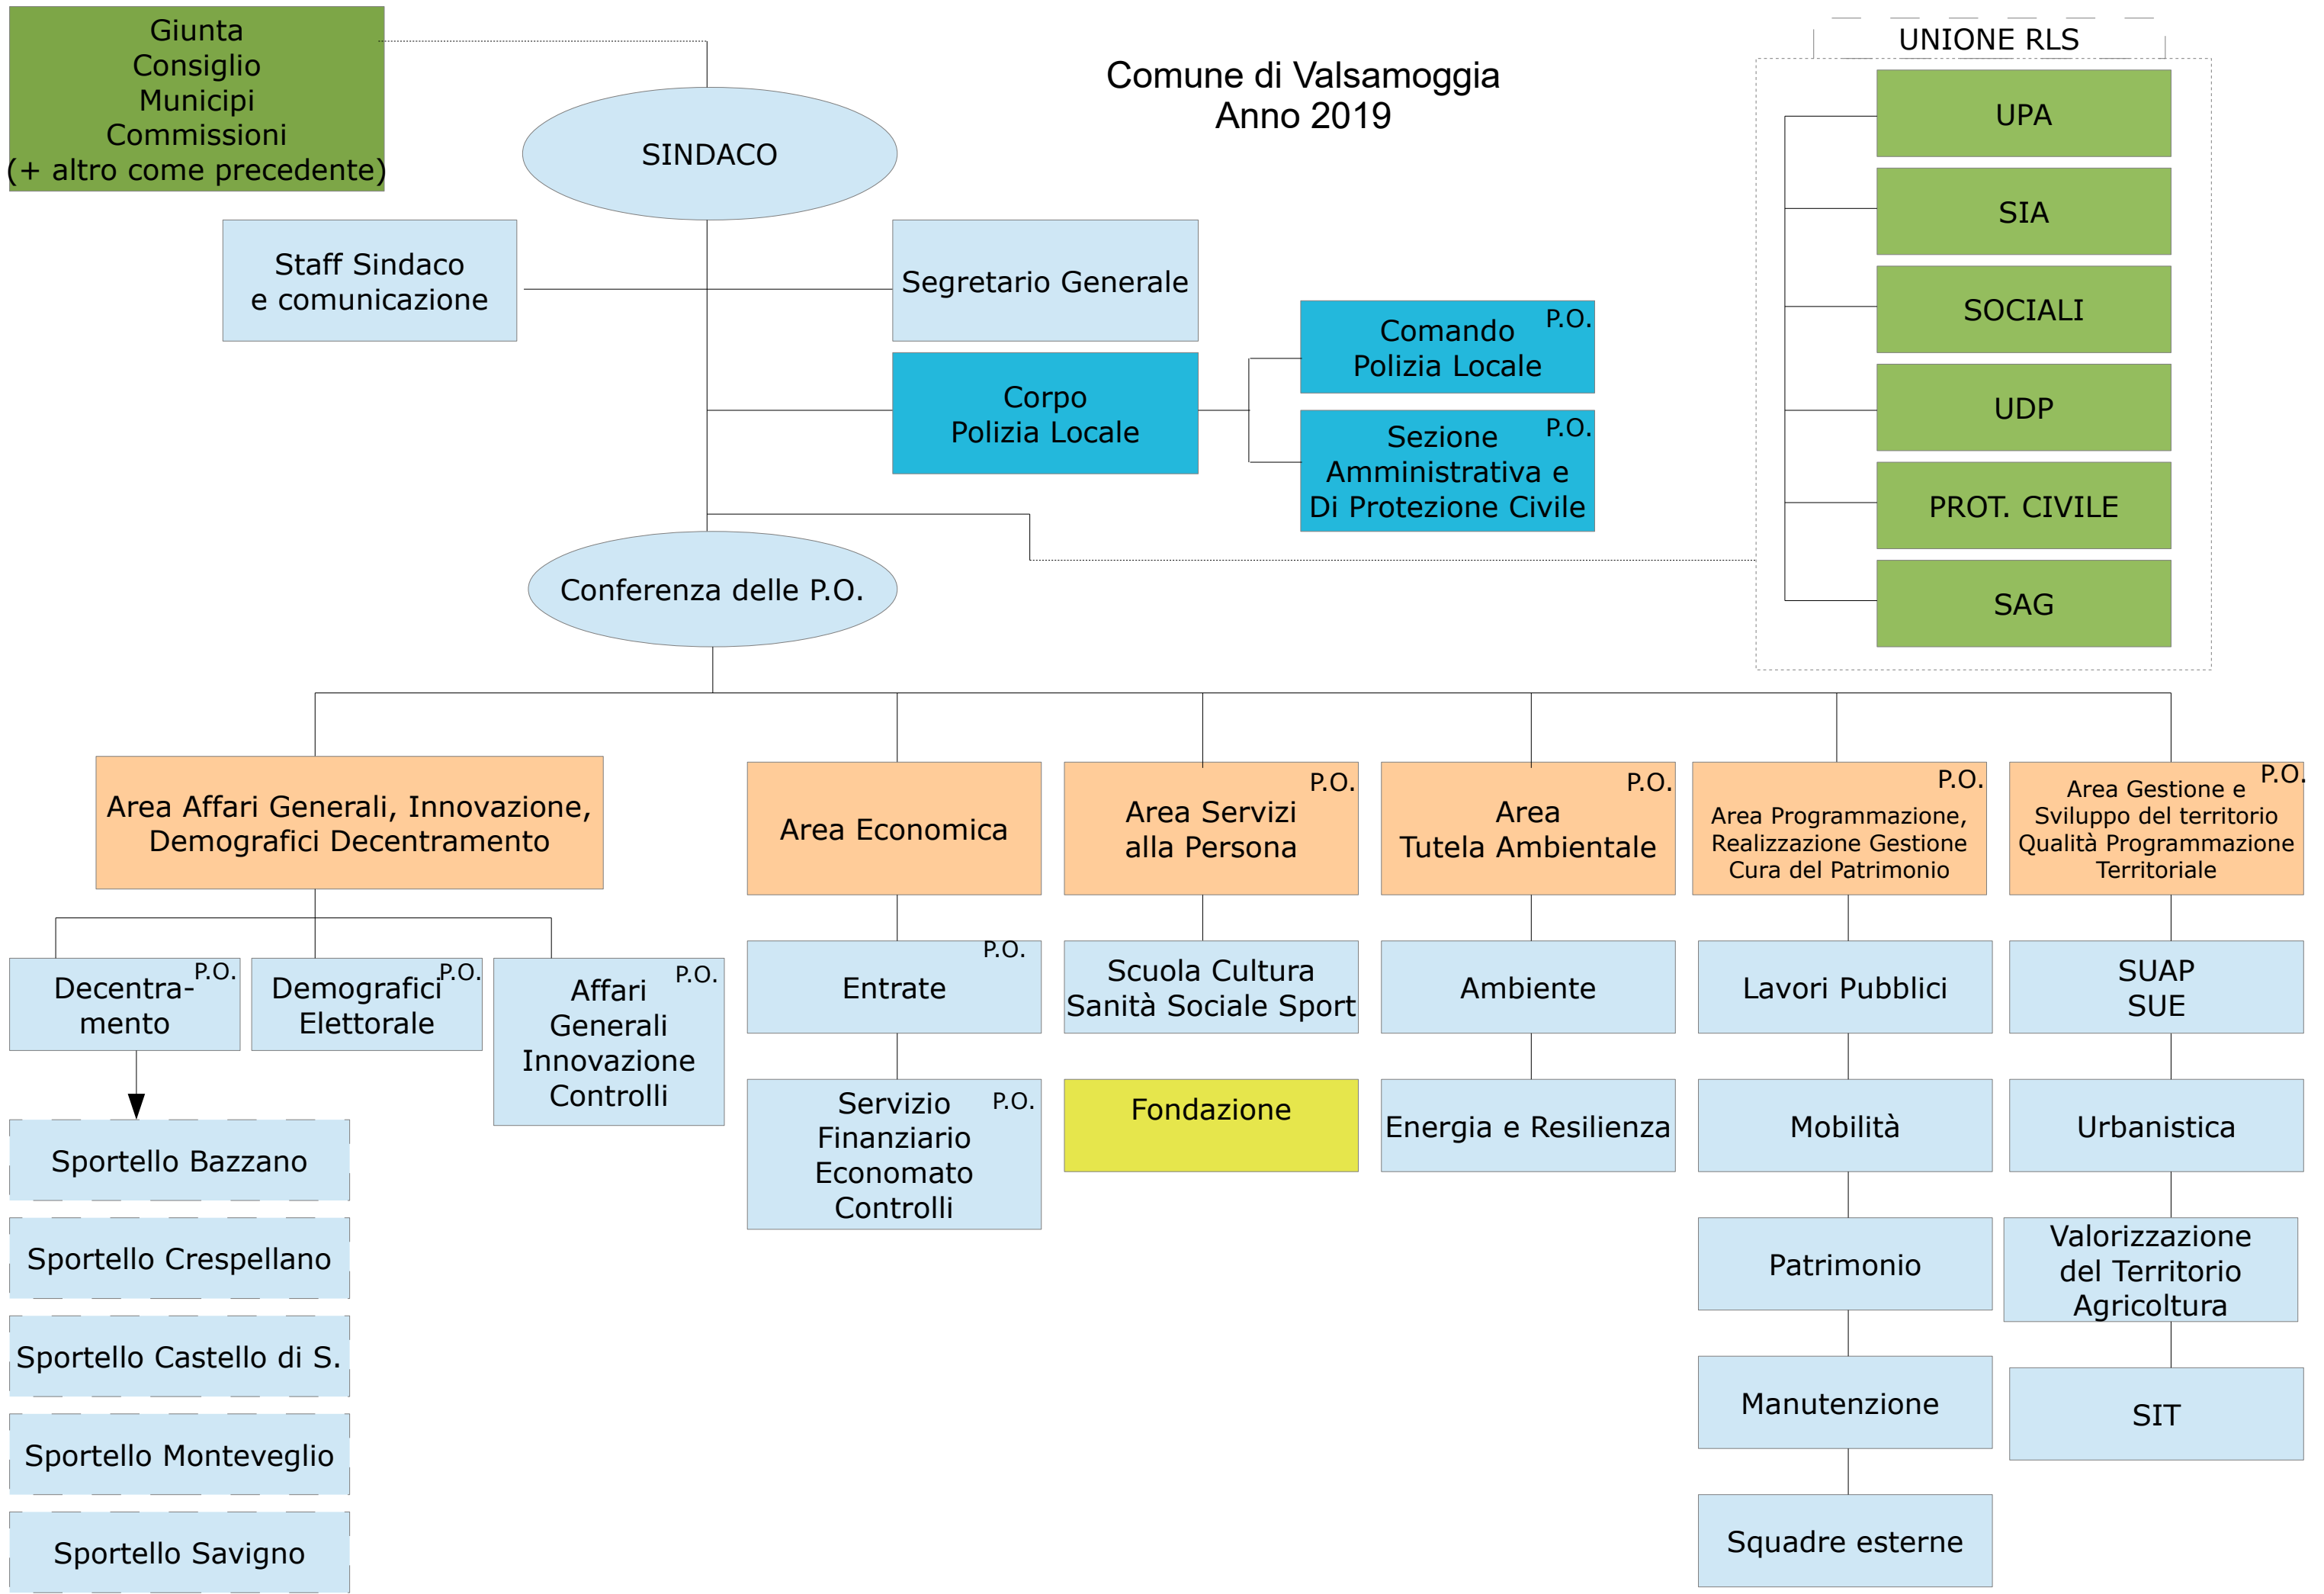 Giunta
Consiglio
Municipi
Commissioni
(+ altro come precedente)
Comune di Valsamoggia
Anno 2019
SINDACO
Staff Sindaco
e comunicazione
Segretario Generale
Corpo
Polizia Locale
P.O.
Comando
Polizia Locale
P.O.
Sezione
Amministrativa e
Di Protezione Civile
UNIONE RLS
UPA
SIA
SOCIALI
UDP
PROT. CIVILE
SAG
Conferenza delle P.O.
Area Affari Generali, Innovazione,
Demografici Decentramento
P.O.
Decentra-
mento
P.O.
Demografici
Elettorale
P.O.
Affari
Generali
Innovazione
Controlli
Sportello Bazzano
Sportello Crespellano
Sportello Castello di S.
Sportello Monteveglio
Sportello Savigno
Area Economica
P.O.
Entrate
P.O.
Servizio
Finanziario
Economato
Controlli
P.O.
Area Servizi
alla Persona
Scuola Cultura
Sanità Sociale Sport
Fondazione
P.O.
Area
Tutela Ambientale
Ambiente
Energia e Resilienza
P.O.
Area Programmazione,
Realizzazione Gestione
Cura del Patrimonio
Lavori Pubblici
Mobilità
Patrimonio
Manutenzione
Squadre esterne
P.O.
Area Gestione e
Sviluppo del territorio
Qualità Programmazione
Territoriale
SUAP
SUE
Urbanistica
Valorizzazione
del Territorio
Agricoltura
SIT